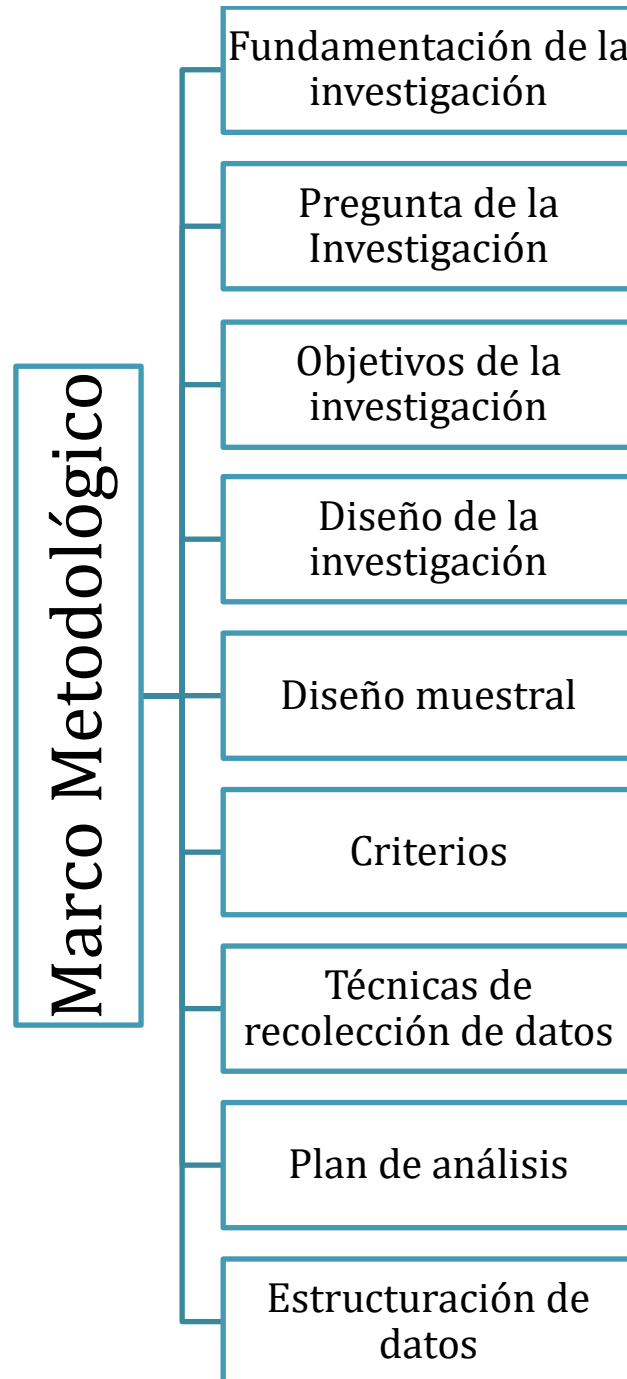 Marco Metodológico
Fundamentación de la
investigación
Pregunta de la
Investigación
Objetivos de la
investigación
Diseño de la
investigación
Diseño muestral
Criterios
Técnicas de
recolección de datos
Plan de análisis
Estructuración de
datos